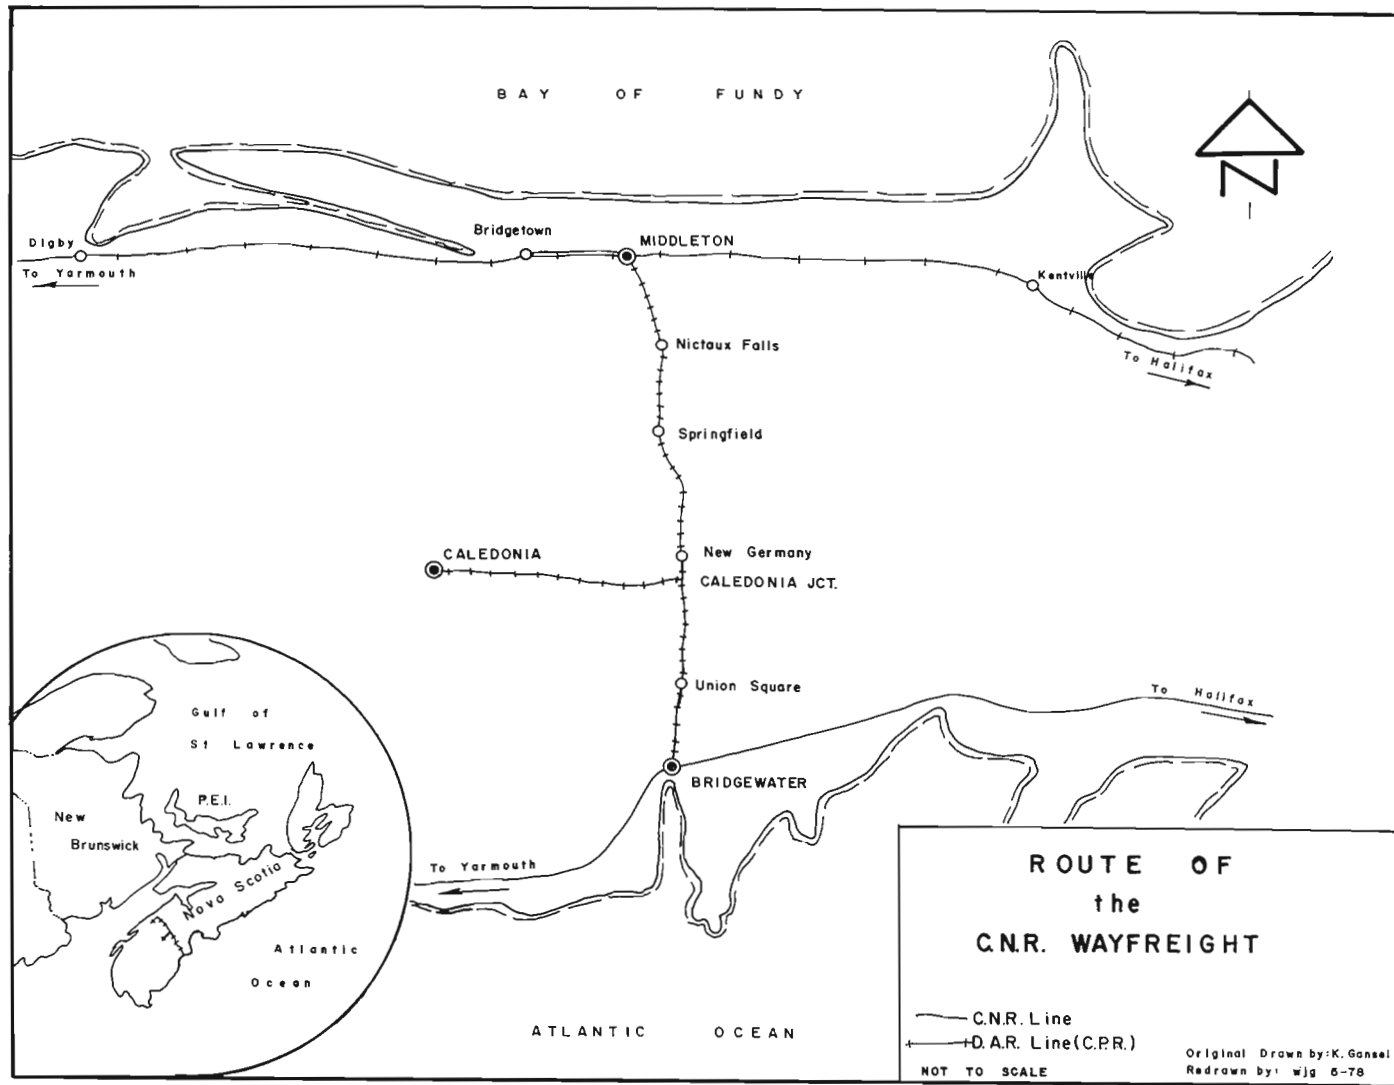 BAY OF FUNDY
N
Digby
To Yarmouth
Bridgetown
MIDDLETON
Kentville
To Halifax
Nictaux Falls
Springfield
New Germany
CALEDONIA
CALEDONIA JCT.
Union Square
To Halifax
BRIDGEWATER
To Yarmouth
Gulf of
St Lawrence
P.E.I.
New
Brunswick
Nova Scotia
Atlantic
Ocean
ATLANTIC OCEAN
ROUTE OF
the
C.N.R. WAYFREIGHT
C.N.R. Line
D.A.R. Line (C.P.R.)
NOT TO SCALE
Original Drawn by: K. Gansel
Redrawn by: wjg 6-78